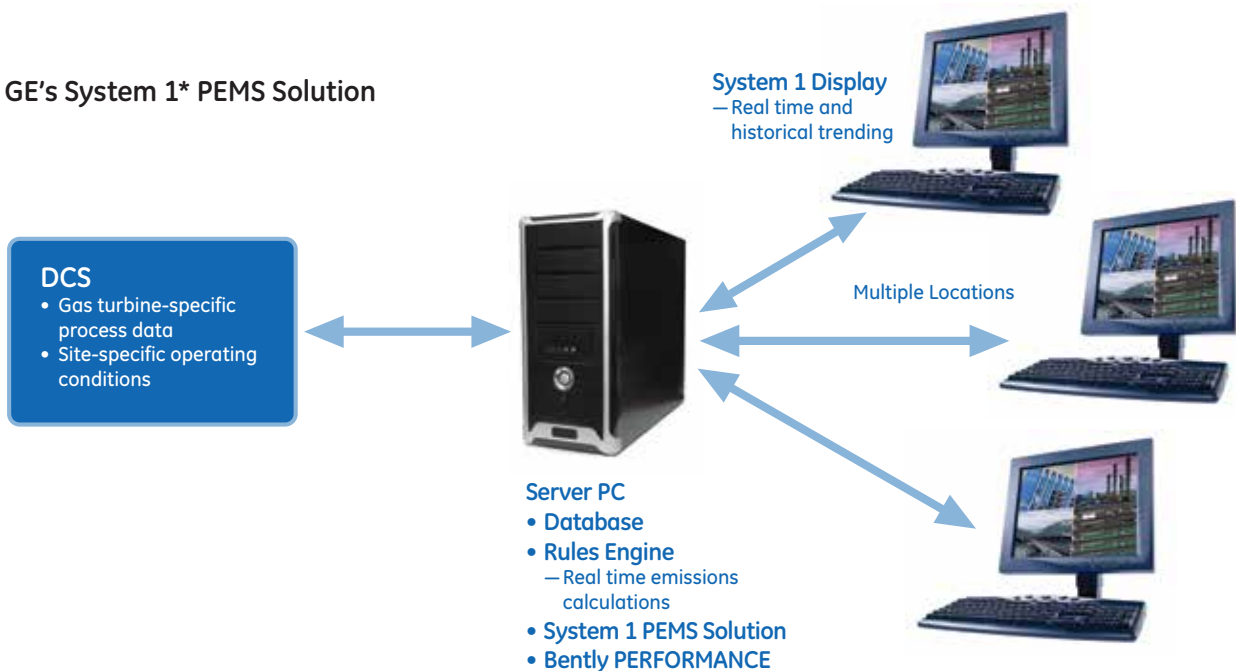 GE's System 1* PEMS Solution
System 1 Display
— Real time and
historical trending
DCS
• Gas turbine-specific
process data
• Site-specific operating
conditions
Multiple Locations
Server PC
• Database
• Rules Engine
— Real time emissions
calculations
• System 1 PEMS Solution
• Bently PERFORMANCE